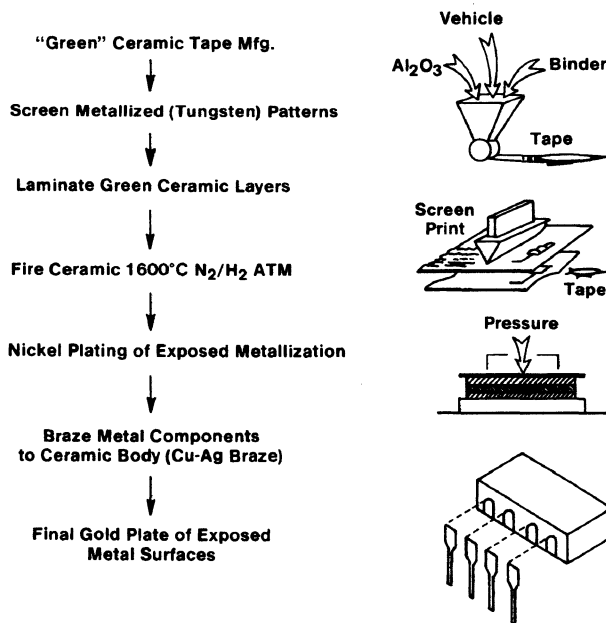 “Green” Ceramic Tape Mfg.
Screen Metallized (Tungsten) Patterns
Laminate Green Ceramic Layers
Fire Ceramic 1600°C N₂/H₂ ATM
Nickel Plating of Exposed Metallization
Braze Metal Components
to Ceramic Body (Cu-Ag Braze)
Final Gold Plate of Exposed
Metal Surfaces
Vehicle
Al₂O₃
Binder
Tape
Screen
Print
Tape
Pressure